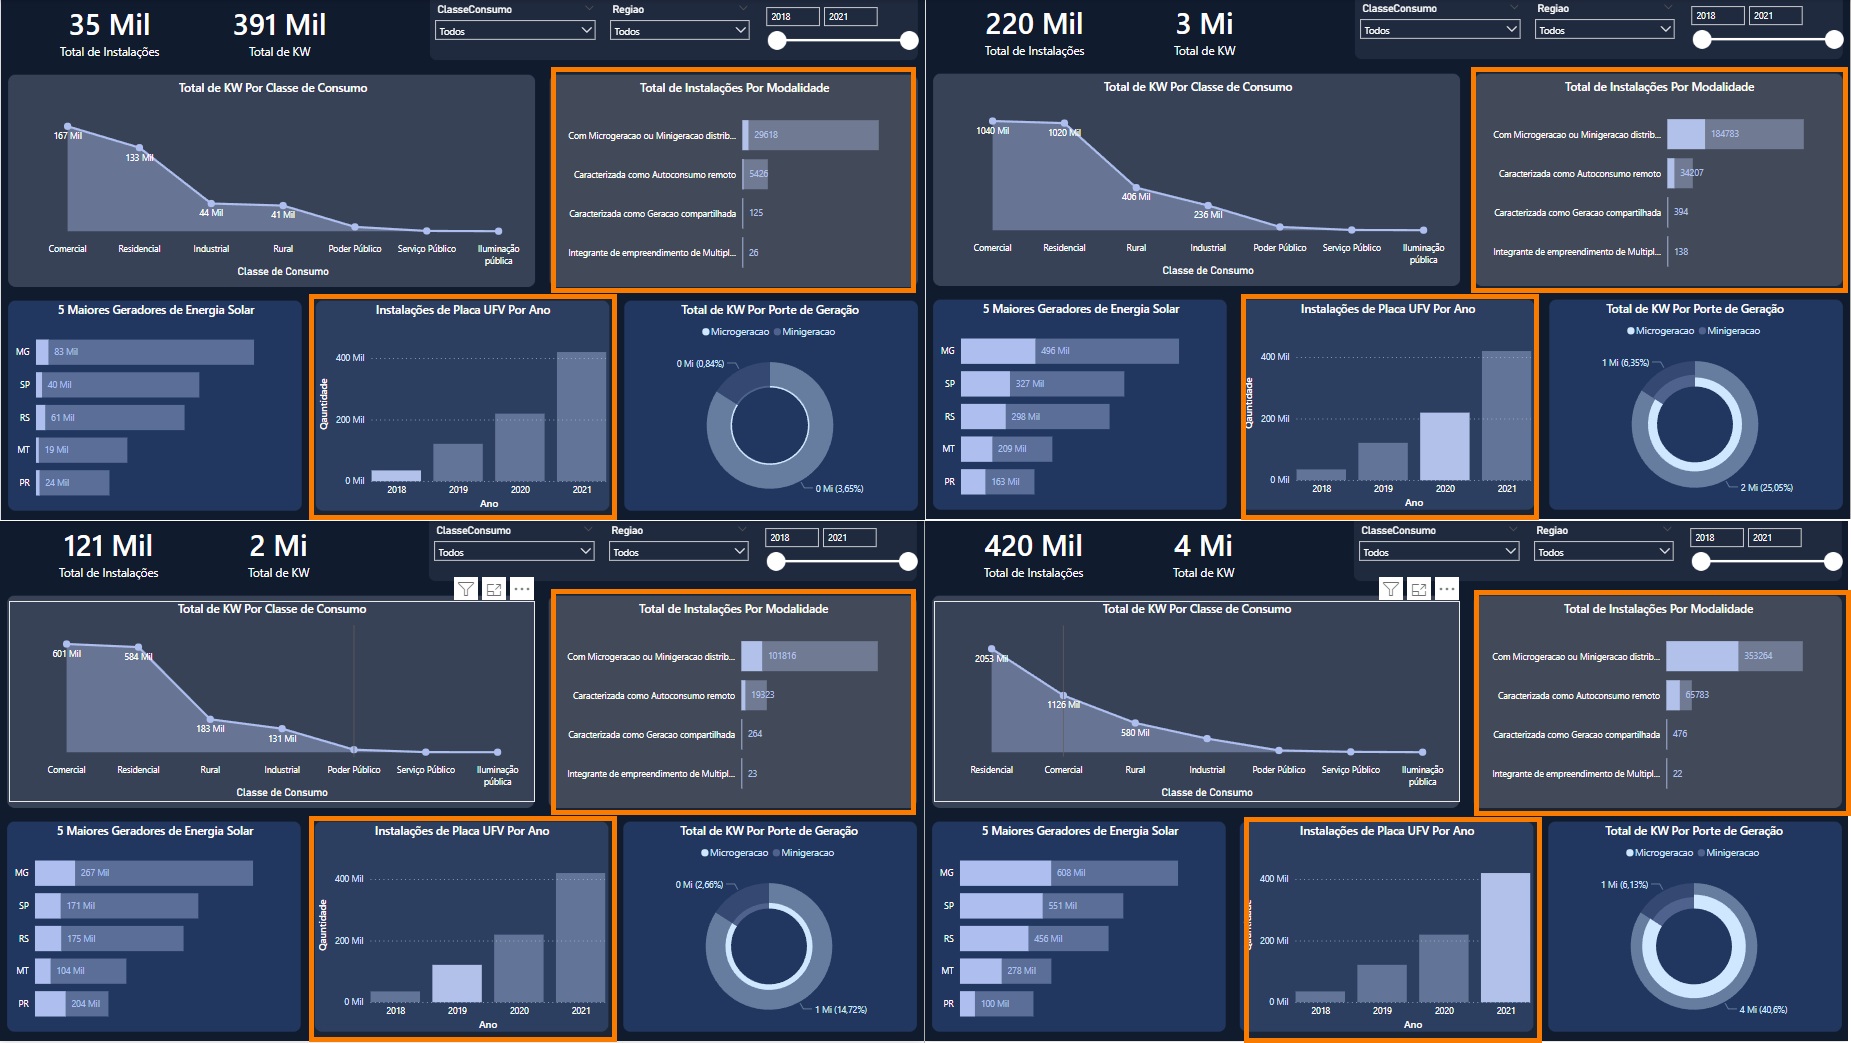 35 Mil
Total de Instalações
391 Mil
Total de KW
ClasseConsumo
Todos
Regiao
Todos
2018
2021
Total de KW Por Classe de Consumo
167 Mil
133 Mil
44 Mil
41 Mil
Comercial
Residencial
Industrial
Rural
Poder Público
Serviço Público
Iluminação
pública
Classe de Consumo
Total de Instalações Por Modalidade
Com Microgeracao ou Minigeracao distrib...
29618
Caracterizada como Autoconsumo remoto
5426
Caracterizada como Geracao compartilhada
125
Integrante de empreendimento de Multipl...
26
5 Maiores Geradores de Energia Solar
MG
83 Mil
SP
40 Mil
RS
61 Mil
MT
19 Mil
PR
24 Mil
Instalações de Placa UFV Por Ano
Qauntidade
400 Mil
200 Mil
0 Mil
2018
2019
2020
2021
Ano
Total de KW Por Porte de Geração
Microgeracao
Minigeracao
0 Mi (0,84%)
0 Mi (3,65%)
220 Mil
Total de Instalações
3 Mi
Total de KW
ClasseConsumo
Todos
Regiao
Todos
2018
2021
Total de KW Por Classe de Consumo
1040 Mil
1020 Mil
406 Mil
236 Mil
Comercial
Residencial
Rural
Industrial
Poder Público
Serviço Público
Iluminação
pública
Classe de Consumo
Total de Instalações Por Modalidade
Com Microgeracao ou Minigeracao distrib...
184783
Caracterizada como Autoconsumo remoto
34207
Caracterizada como Geracao compartilhada
394
Integrante de empreendimento de Multipl...
138
5 Maiores Geradores de Energia Solar
MG
496 Mil
SP
327 Mil
RS
298 Mil
MT
209 Mil
PR
163 Mil
Instalações de Placa UFV Por Ano
Qauntidade
400 Mil
200 Mil
0 Mil
2018
2019
2020
2021
Ano
Total de KW Por Porte de Geração
Microgeracao
Minigeracao
1 Mi (6,35%)
2 Mi (25,05%)
121 Mil
Total de Instalações
2 Mi
Total de KW
ClasseConsumo
Todos
Regiao
Todos
2018
2021
Total de KW Por Classe de Consumo
601 Mil
584 Mil
183 Mil
131 Mil
Comercial
Residencial
Rural
Industrial
Poder Público
Serviço Público
Iluminação
pública
Classe de Consumo
Total de Instalações Por Modalidade
Com Microgeracao ou Minigeracao distrib...
101816
Caracterizada como Autoconsumo remoto
19323
Caracterizada como Geracao compartilhada
264
Integrante de empreendimento de Multipl...
23
5 Maiores Geradores de Energia Solar
MG
267 Mil
SP
171 Mil
RS
175 Mil
MT
104 Mil
PR
204 Mil
Instalações de Placa UFV Por Ano
Qauntidade
400 Mil
200 Mil
0 Mil
2018
2019
2020
2021
Ano
Total de KW Por Porte de Geração
Microgeracao
Minigeracao
0 Mi (2,66%)
1 Mi (14,72%)
420 Mil
Total de Instalações
4 Mi
Total de KW
ClasseConsumo
Todos
Regiao
Todos
2018
2021
Total de KW Por Classe de Consumo
2053 Mil
1126 Mil
580 Mil
Residencial
Comercial
Rural
Industrial
Poder Público
Serviço Público
Iluminação
pública
Classe de Consumo
Total de Instalações Por Modalidade
Com Microgeracao ou Minigeracao distrib...
353264
Caracterizada como Autoconsumo remoto
65783
Caracterizada como Geracao compartilhada
476
Integrante de empreendimento de Multipl...
22
5 Maiores Geradores de Energia Solar
MG
608 Mil
SP
551 Mil
RS
456 Mil
MT
278 Mil
PR
100 Mil
Instalações de Placa UFV Por Ano
Qauntidade
400 Mil
200 Mil
0 Mil
2018
2019
2020
2021
Ano
Total de KW Por Porte de Geração
Microgeracao
Minigeracao
1 Mi (6,13%)
4 Mi (40,6%)